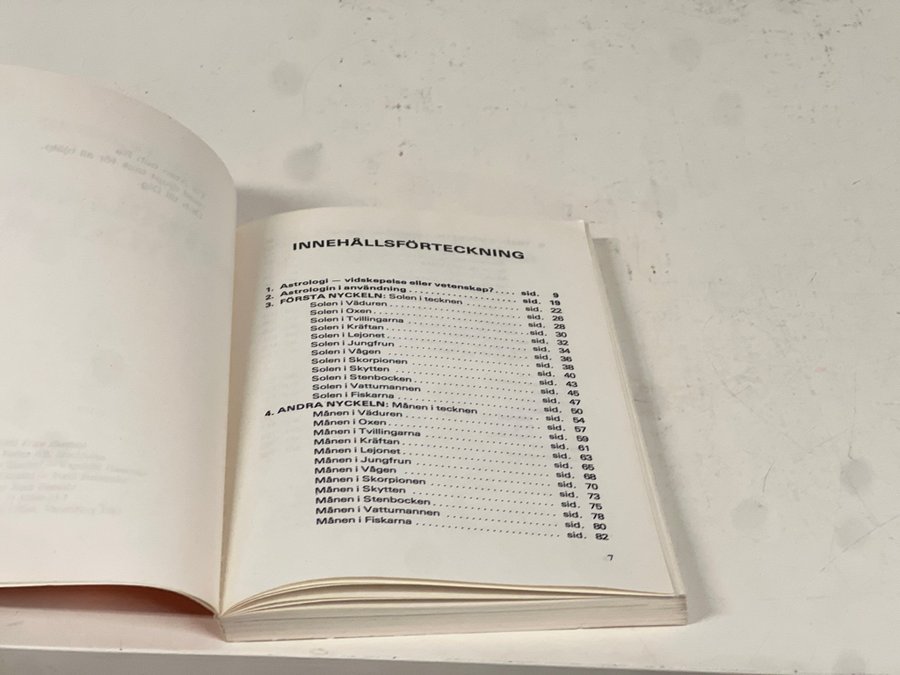 INNEHÅLLSFÖRTECKNING
1. Astrologi — vidskepelse eller vetenskap? .... sid. 9
2. Astrologin i användning .................... sid. 19
3. FÖRSTA NYCKELN: Solen i tecknen ............ sid. 22
Solen i Väduren .................... sid. 26
Solen i Oxen .................... sid. 28
Solen i Tvillingarna .................... sid. 30
Solen i Kräftan .................... sid. 32
Solen i Lejonet .................... sid. 34
Solen i Jungfrun .................... sid. 36
Solen i Vågen .................... sid. 38
Solen i Skorpionen .................... sid. 40
Solen i Skytten .................... sid. 43
Solen i Stenbocken .................... sid. 45
Solen i Vattumannen .................... sid. 47
Solen i Fiskarna .................... sid. 50
4. ANDRA NYCKELN: Månen i tecknen ............ sid. 54
Månen i Väduren .................... sid. 57
Månen i Oxen .................... sid. 59
Månen i Tvillingarna .................... sid. 61
Månen i Kräftan .................... sid. 63
Månen i Lejonet .................... sid. 65
Månen i Jungfrun .................... sid. 68
Månen i Vågen .................... sid. 70
Månen i Skorpionen .................... sid. 73
Månen i Skytten .................... sid. 75
Månen i Stenbocken .................... sid. 78
Månen i Vattumannen .................... sid. 80
Månen i Fiskarna .................... sid. 82
7